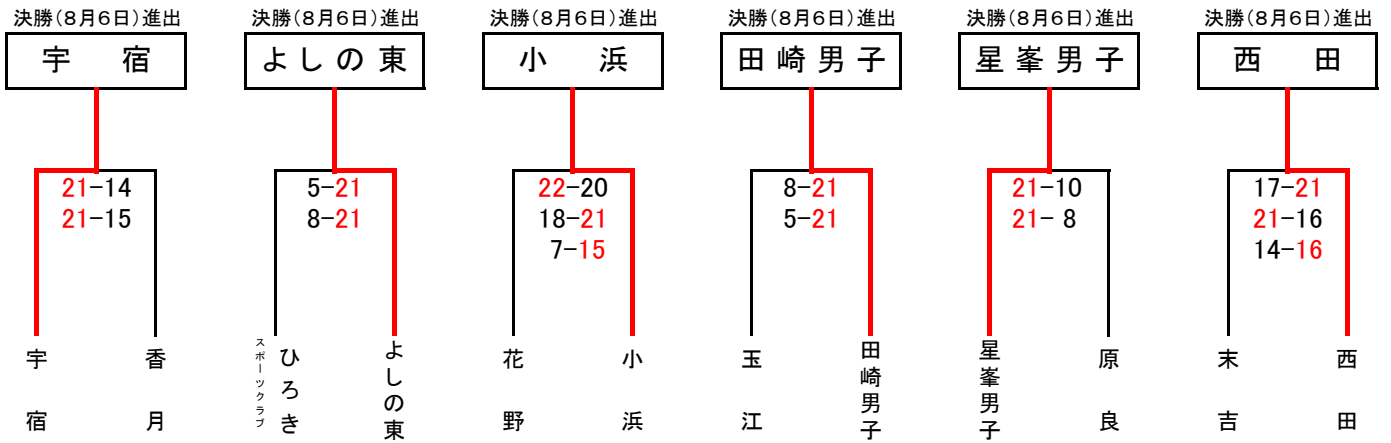 決勝(8月6日)進出 決勝(8月6日)進出 決勝(8月6日)進出 決勝(8月6日)進出 決勝(8月6日)進出 決勝(8月6日)進出
宇宿 よしの東 小浜 田崎男子 星峯男子 西田
21-14 5-21 22-20 8-21 21-10 17-21
21-15 8-21 18-21 5-21 21-8 21-16
7-15 14-16
宇宿
香月
スポーツクラブ
ひろき
よしの東
花野
小浜
玉江
田崎男子
星峯男子
原良
末吉
西田